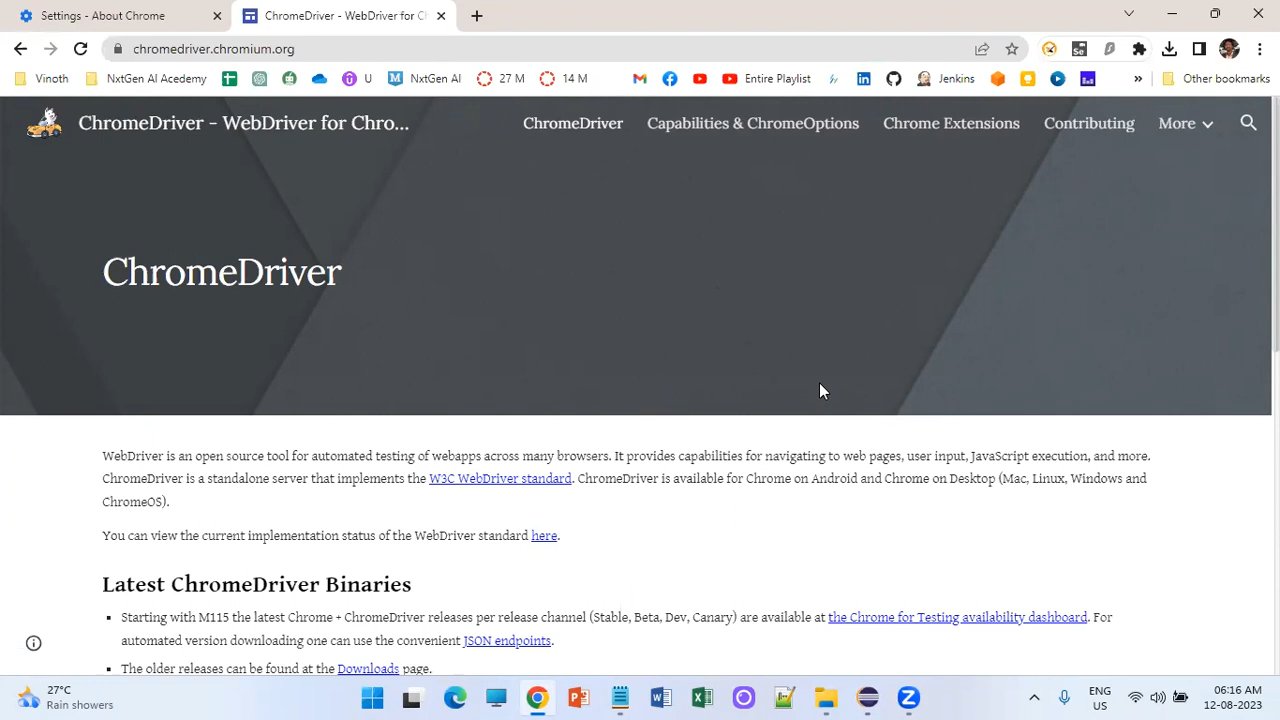 Settings - About Chrome
ChromeDriver - WebDriver for C
chromedriver.chromium.org
Vinoth
NxtGen AI Acedemy
U
NxtGen AI
27 M
14 M
Entire Playlist
Jenkins
»
Other bookmarks
ChromeDriver - WebDriver for Chro...
ChromeDriver
Capabilities & ChromeOptions
Chrome Extensions
Contributing
More
ChromeDriver
WebDriver is an open source tool for automated testing of webapps across many browsers. It provides capabilities for navigating to web pages, user input, JavaScript execution, and more.
ChromeDriver is a standalone server that implements the W3C WebDriver standard. ChromeDriver is available for Chrome on Android and Chrome on Desktop (Mac, Linux, Windows and
ChromeOS).
You can view the current implementation status of the WebDriver standard here.
Latest ChromeDriver Binaries
▪ Starting with M115 the latest Chrome + ChromeDriver releases per release channel (Stable, Beta, Dev, Canary) are available at the Chrome for Testing availability dashboard. For
automated version downloading one can use the convenient JSON endpoints.
▪ The older releases can be found at the Downloads page.
27°C
Rain showers
ENG
US
06:16 AM
12-08-2023